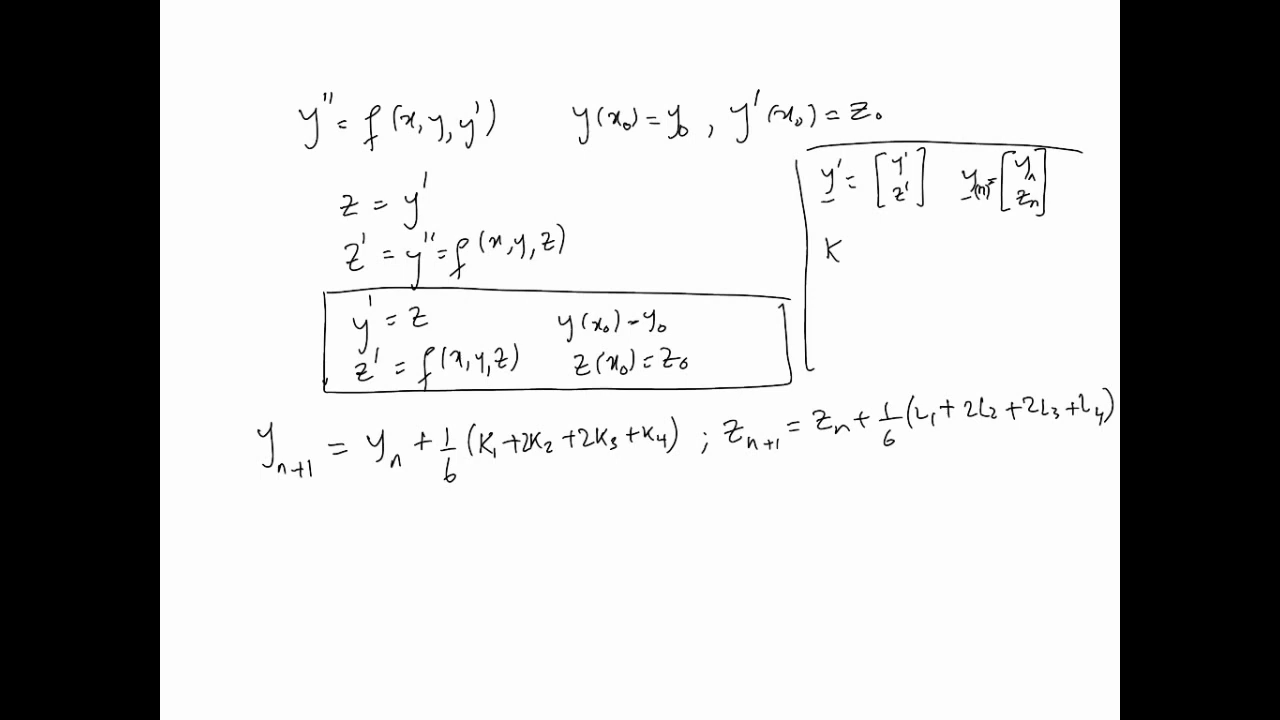 y'' = f(x, y, y') y(x₀) = y₀ , y'(x₀) = z₀
z = y'
z' = y'' = f(x, y, z)
y' = z y(x₀) = y₀
z' = f(x, y, z) z(x₀) = z₀
y' = [y' z'] y(n) = [yₙ zₙ]
K
yₙ₊₁ = yₙ + 1/6 (K₁ + 2K₂ + 2K₃ + K₄) ; zₙ₊₁ = zₙ + 1/6 (L₁ + 2L₂ + 2L₃ + L₄)